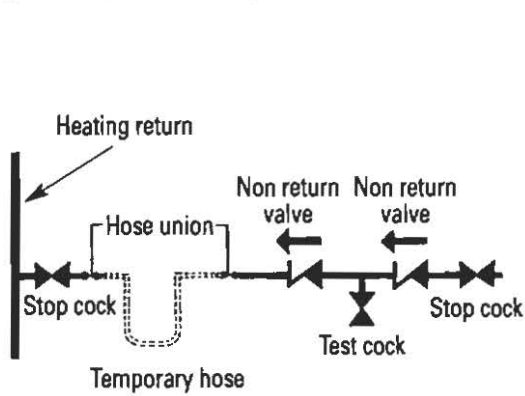 Heating return
Non return
valve
Non return
valve
Hose union
Stop cock
Stop cock
Test cock
Temporary hose